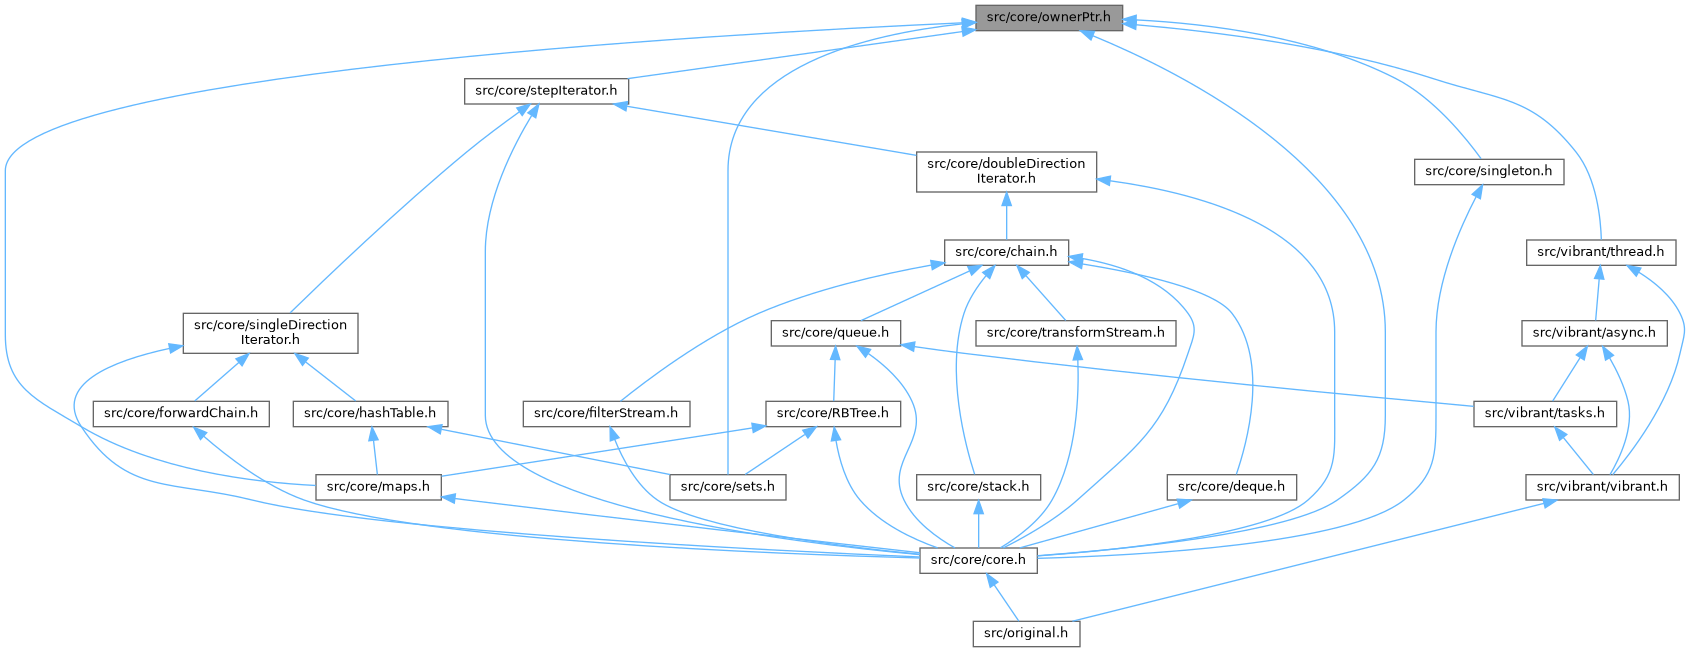 src/core/ownerPtr.h
src/core/stepIterator.h
src/core/doubleDirection
Iterator.h
src/core/singleton.h
src/core/chain.h
src/vibrant/thread.h
src/core/singleDirection
Iterator.h
src/core/queue.h
src/core/transformStream.h
src/vibrant/async.h
src/core/forwardChain.h
src/core/hashTable.h
src/core/filterStream.h
src/core/RBTree.h
src/vibrant/tasks.h
src/core/maps.h
src/core/sets.h
src/core/stack.h
src/core/deque.h
src/vibrant/vibrant.h
src/core/core.h
src/original.h